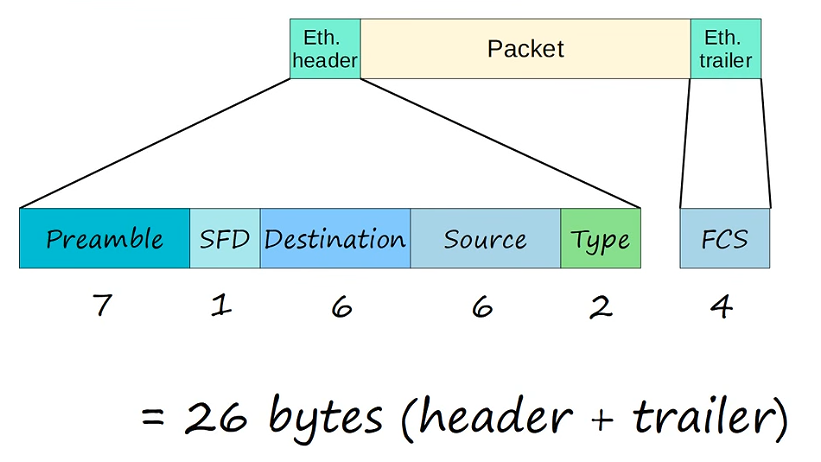 Eth. header
Packet
Eth. trailer
Preamble SFD Destination Source Type FCS
7 1 6 6 2 4
= 26 bytes (header + trailer)